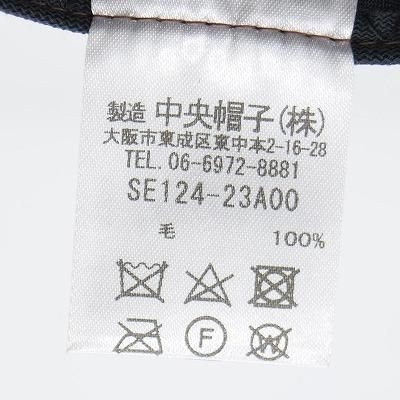 製造 中央帽子(株)
大阪市東成区東中本2-16-28
TEL. 06-6972-8881
SE124-23A00
毛 100%
F W